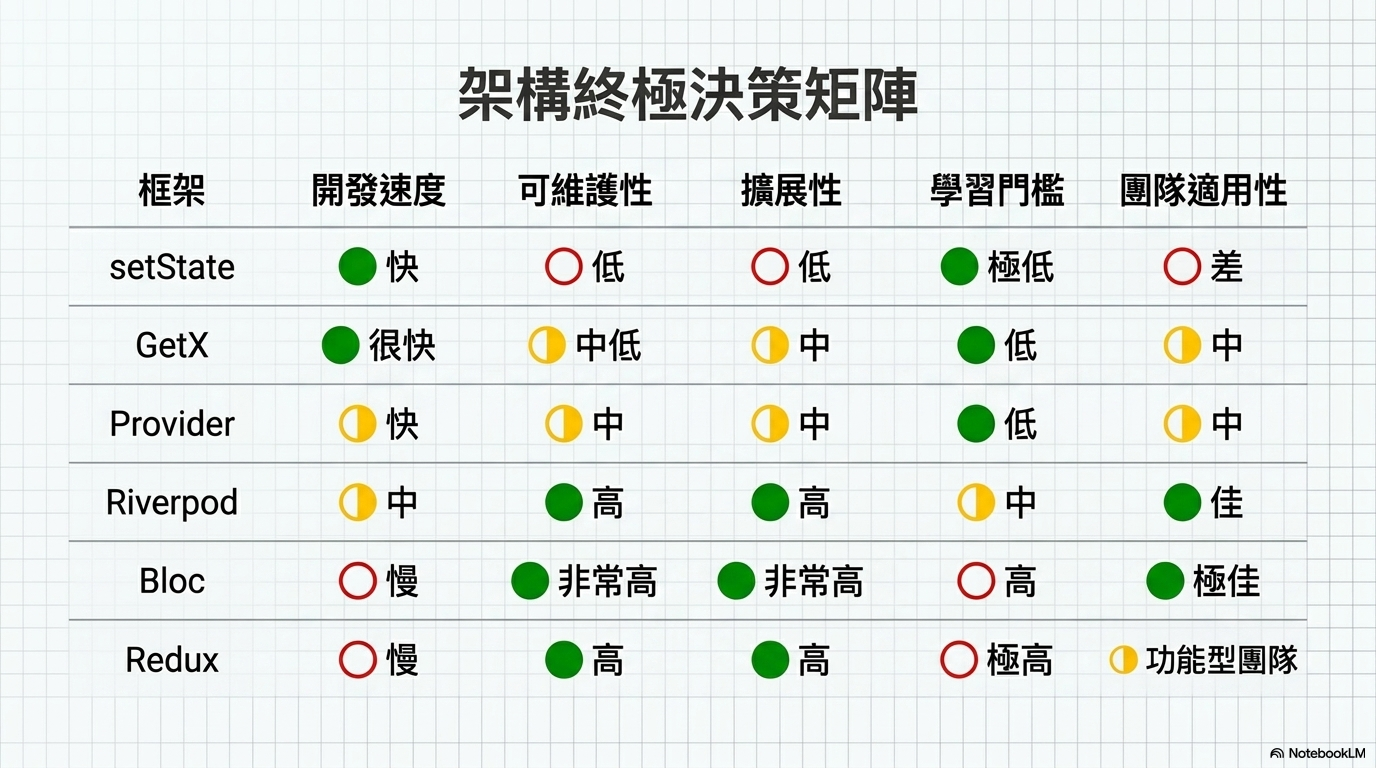 架構終極決策矩陣
框架 開發速度 可維護性 擴展性 學習門檻 團隊適用性
setState 快 低 低 極低 差
GetX 很快 中低 中 低 中
Provider 快 中 中 低 中
Riverpod 中 高 高 中 佳
Bloc 慢 非常高 非常高 高 極佳
Redux 慢 高 高 極高 功能型團隊
NotebookLM